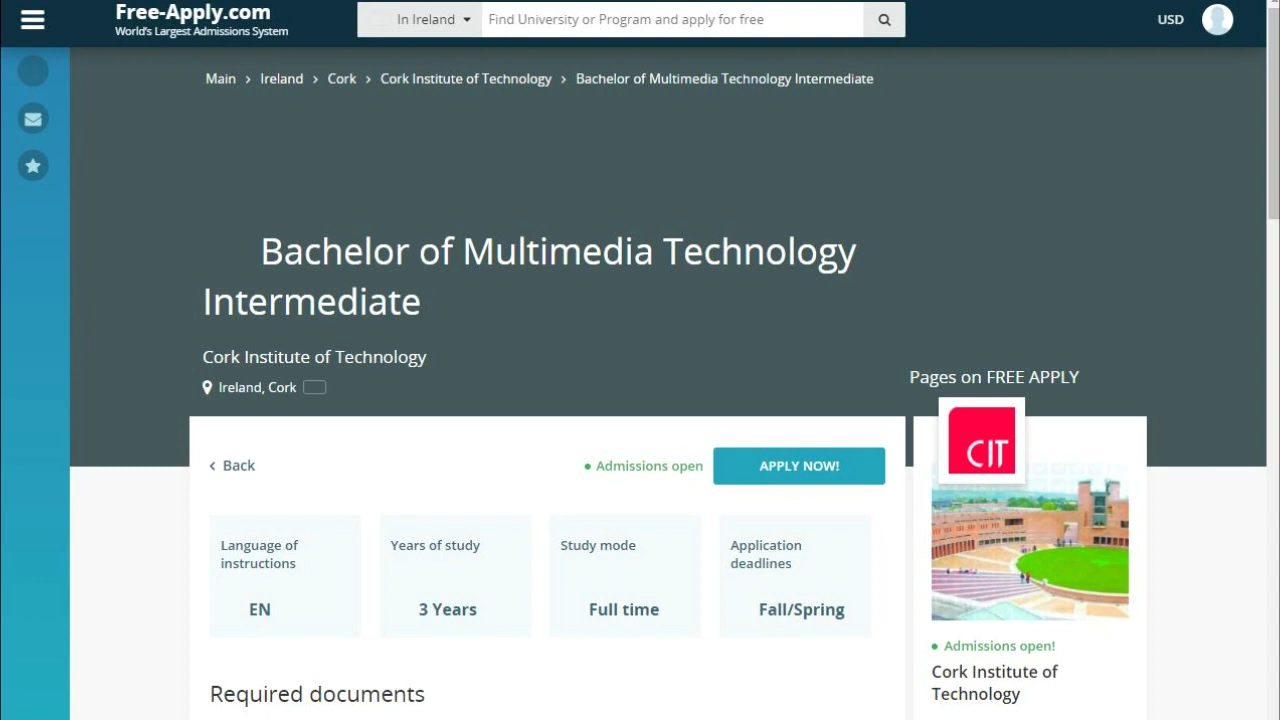 Free-Apply.com
World's Largest Admissions System
In Ireland
Find University or Program and apply for free
USD
Main > Ireland > Cork > Cork Institute of Technology > Bachelor of Multimedia Technology Intermediate
Bachelor of Multimedia Technology
Intermediate
Cork Institute of Technology
Ireland, Cork
Pages on FREE APPLY
CIT
< Back
Admissions open
APPLY NOW!
Language of
instructions
EN
Years of study
3 Years
Study mode
Full time
Application
deadlines
Fall/Spring
Admissions open!
Cork Institute of
Technology
Required documents